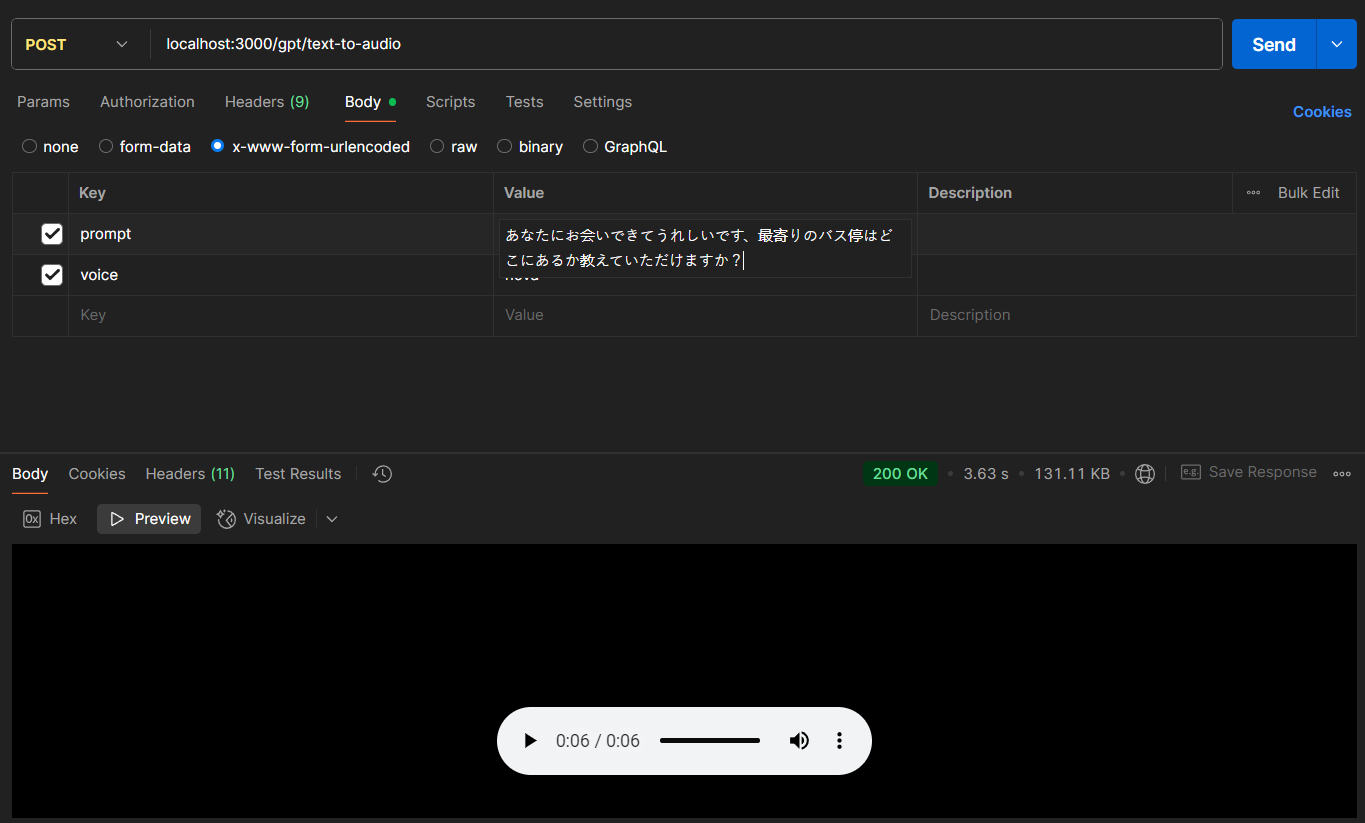 POST
localhost:3000/gpt/text-to-audio
Send
Params Authorization Headers (9) Body Scripts Tests Settings
Cookies
none form-data x-www-form-urlencoded raw binary GraphQL
Key Value Description Bulk Edit
prompt
あなたにお会いできてうれしいです、最寄りのバス停はど
こにあるか教えていただけますか？
voice
Key Value Description
Body Cookies Headers (11) Test Results
200 OK 3.63 s 131.11 KB e.g. Save Response
0x Hex Preview Visualize
0:06 / 0:06